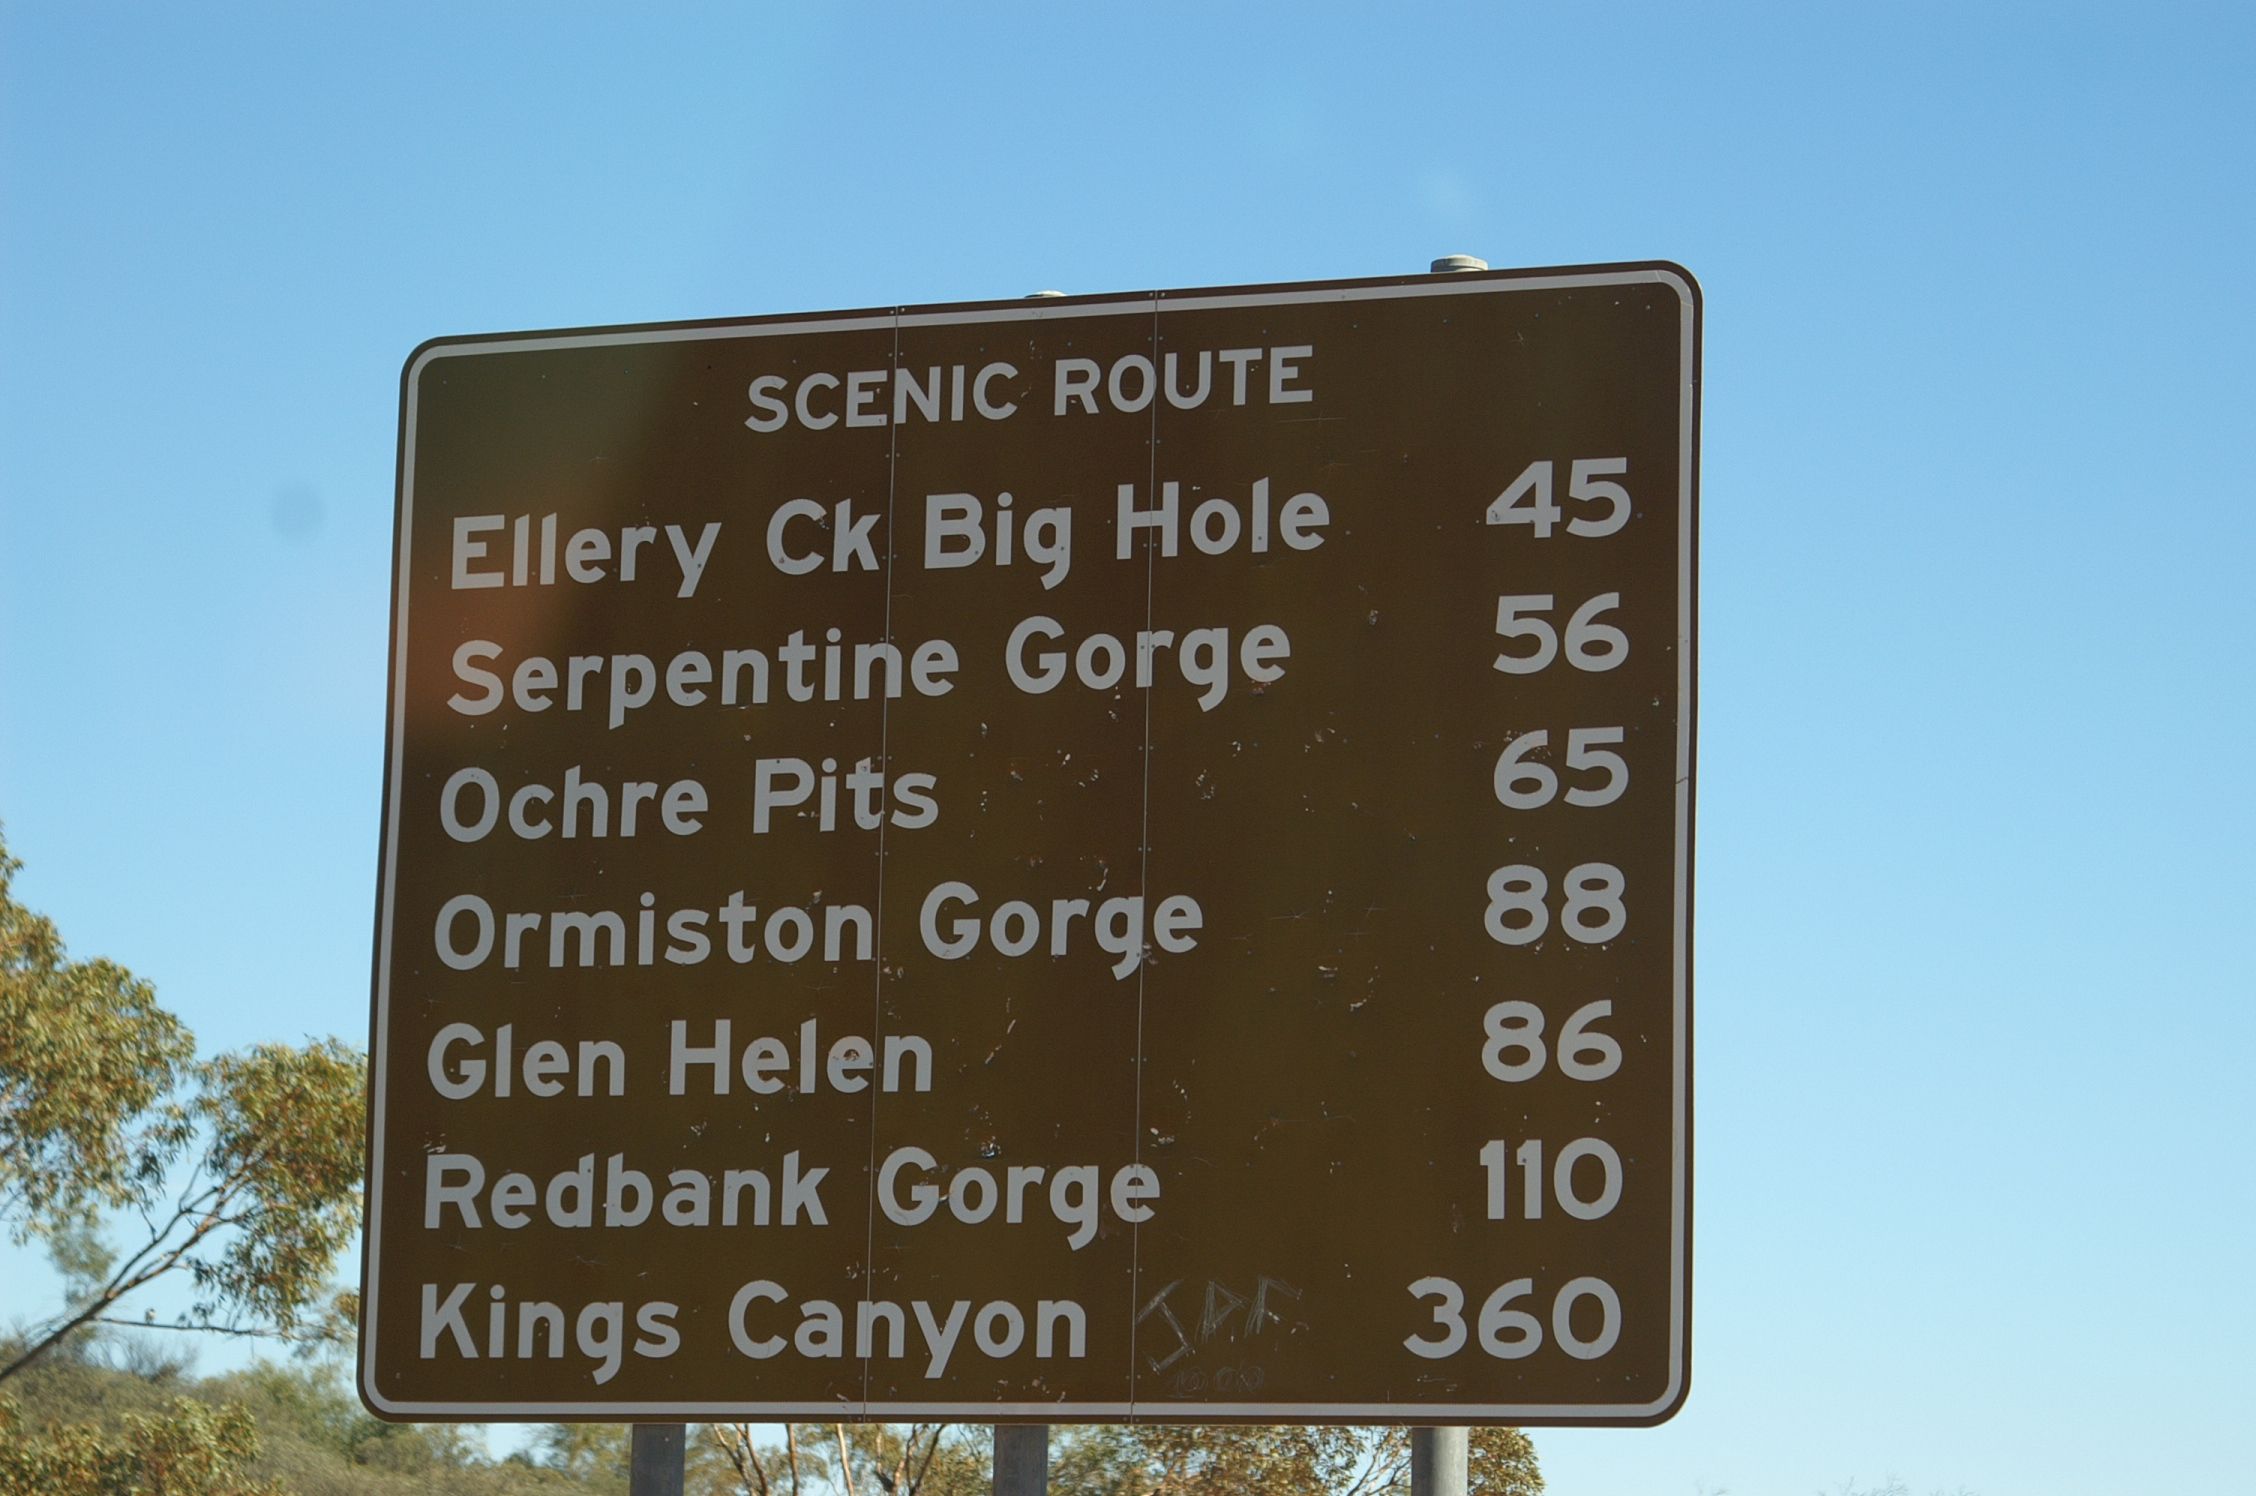 SCENIC ROUTE
Ellery Ck Big Hole 45
Serpentine Gorge 56
Ochre Pits 65
Ormiston Gorge 88
Glen Helen 86
Redbank Gorge 110
Kings Canyon 360